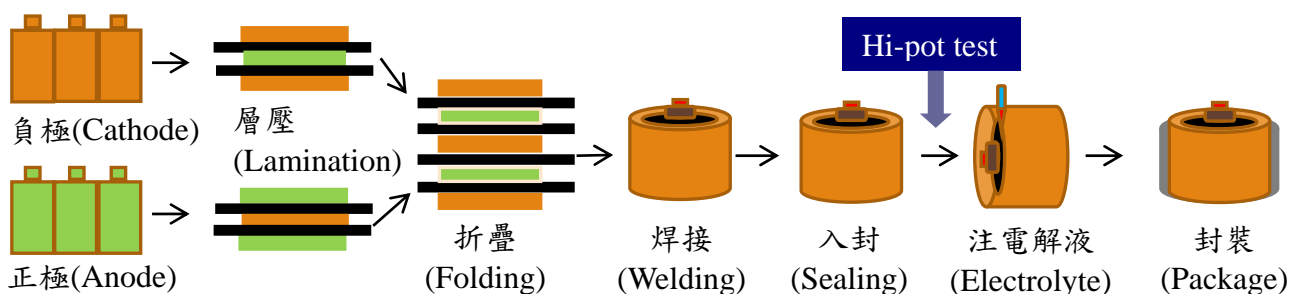 Hi-pot test
負極(Cathode)
層壓
(Lamination)
正極(Anode)
折疊
(Folding)
焊接
(Welding)
入封
(Sealing)
注電解液
(Electrolyte)
封裝
(Package)